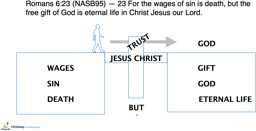 Romans 6:23 (NASB95) — 23 For the wages of sin is death, but the
free gift of God is eternal life in Christ Jesus our Lord.
TRUST
GOD
JESUS CHRIST
WAGES
GIFT
SIN
GOD
DEATH
ETERNAL LIFE
BUT